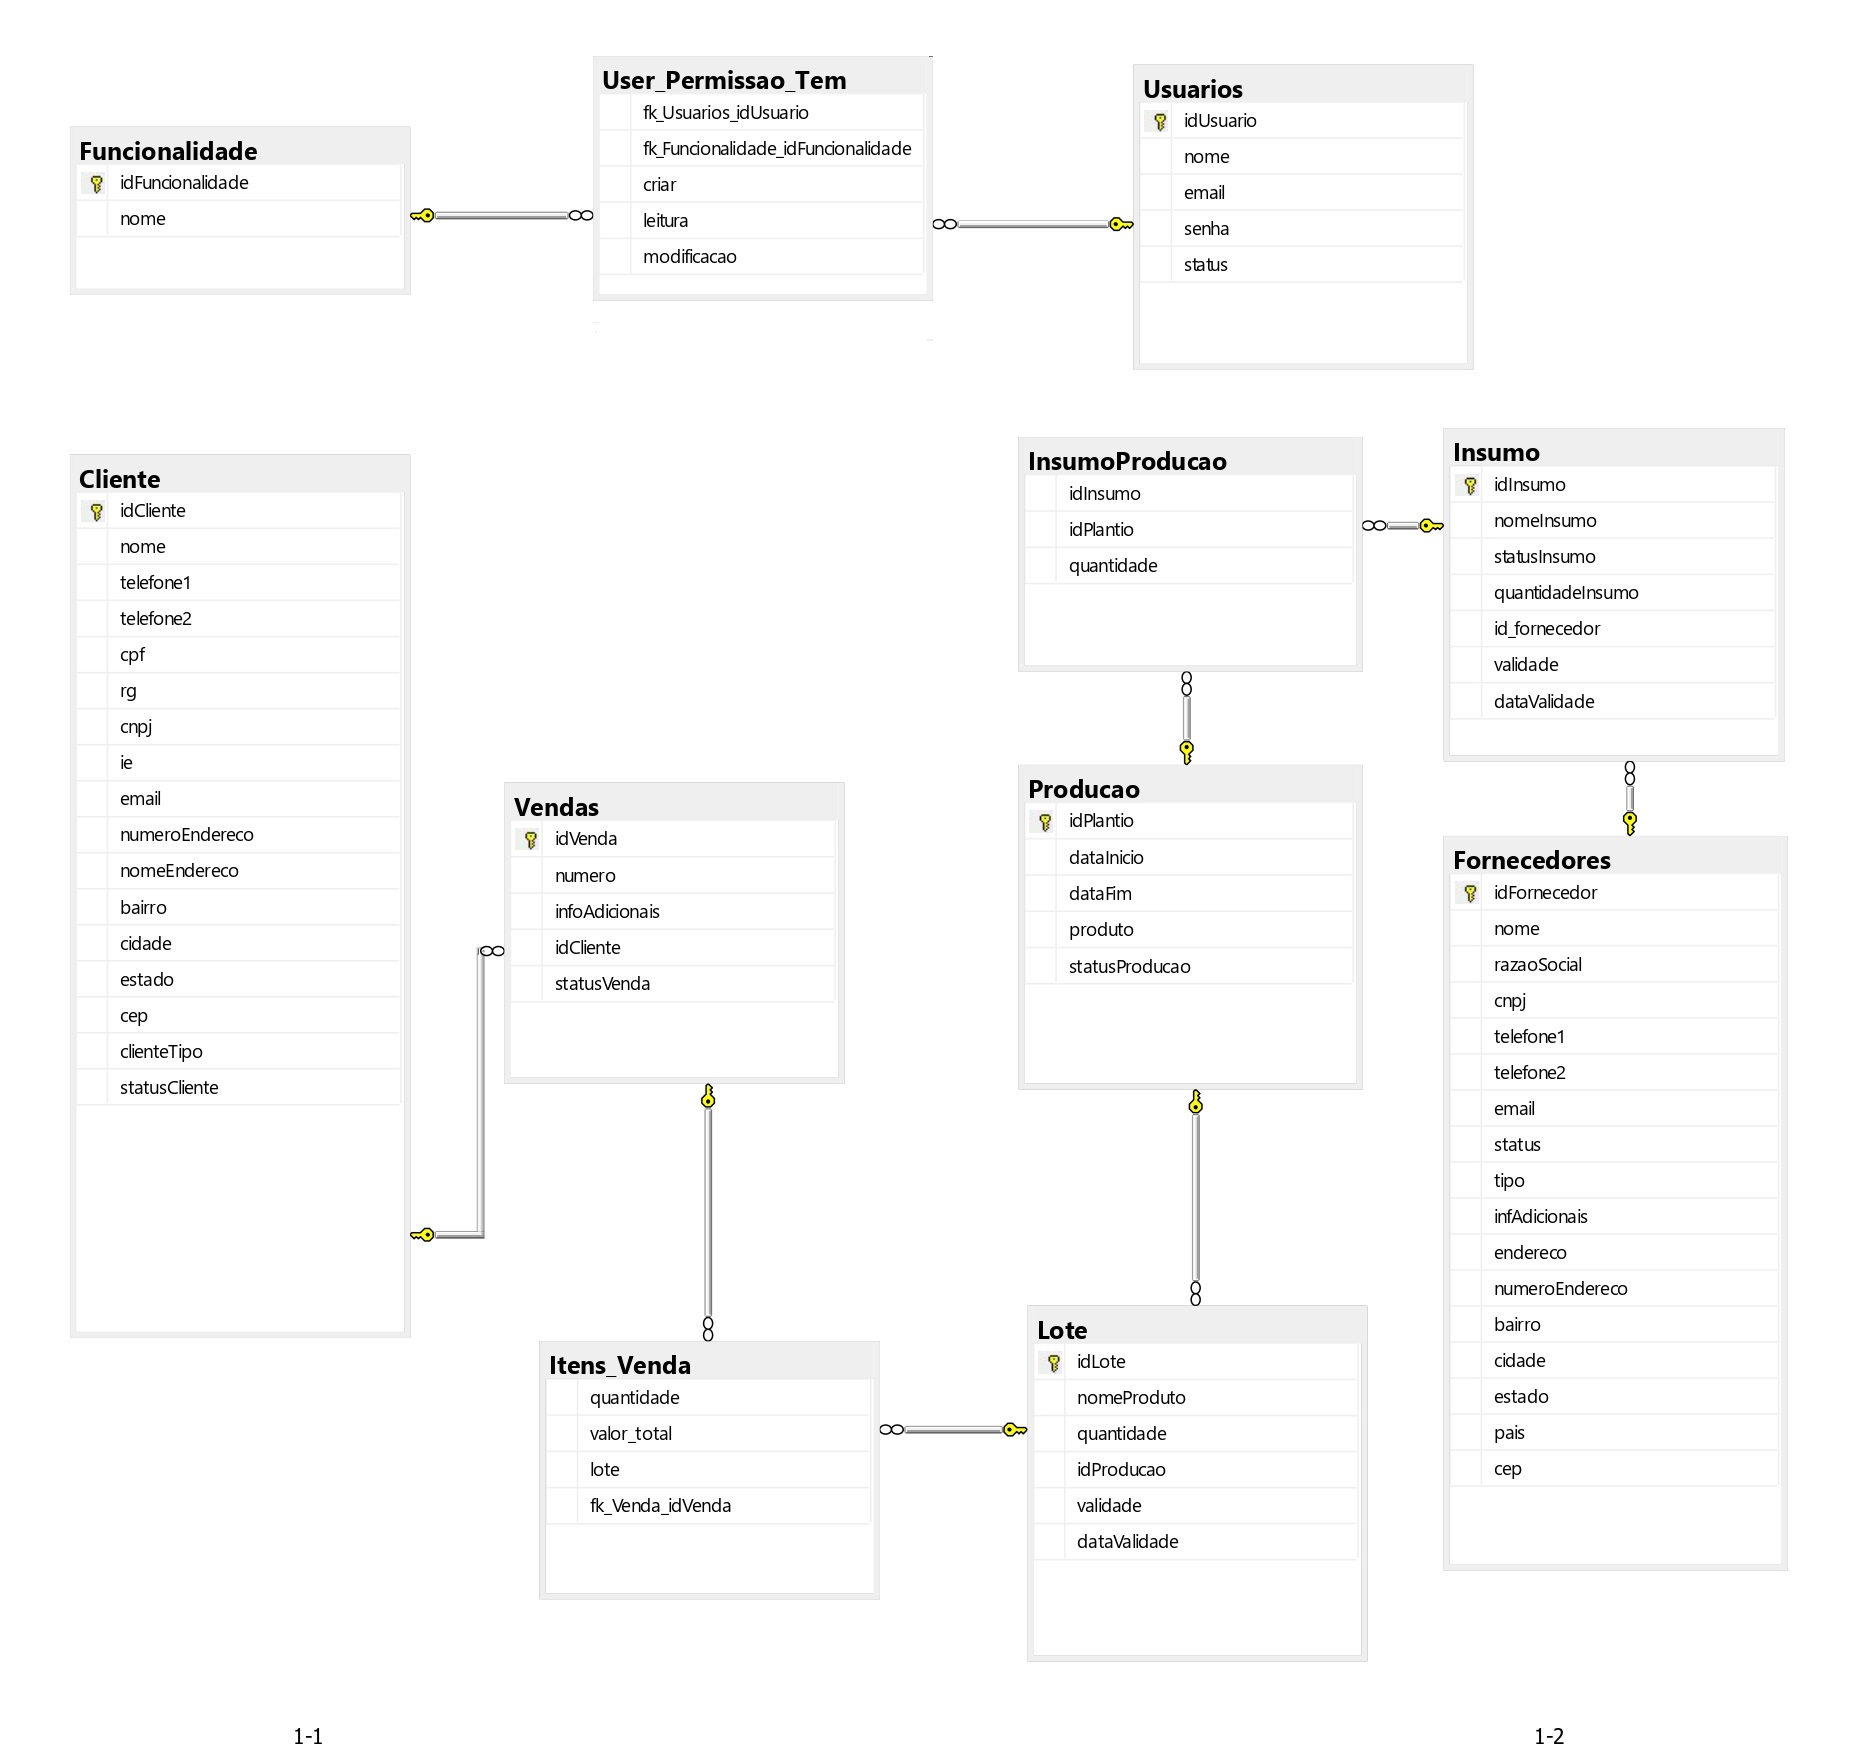 Funcionalidade
idFuncionalidade
nome
User_Permissao_Tem
fk_Usuarios_idUsuario
fk_Funcionalidade_idFuncionalidade
criar
leitura
modificacao
Usuarios
idUsuario
nome
email
senha
status
Cliente
idCliente
nome
telefone1
telefone2
cpf
rg
cnpj
ie
email
numeroEndereco
nomeEndereco
bairro
cidade
estado
cep
clienteTipo
statusCliente
Vendas
idVenda
numero
infoAdicionais
idCliente
statusVenda
Itens_Venda
quantidade
valor_total
lote
fk_Venda_idVenda
InsumoProducao
idInsumo
idPlantio
quantidade
Producao
idPlantio
dataInicio
dataFim
produto
statusProducao
Lote
idLote
nomeProduto
quantidade
idProducao
validade
dataValidade
Insumo
idInsumo
nomeInsumo
statusInsumo
quantidadeInsumo
id_fornecedor
validade
dataValidade
Fornecedores
idFornecedor
nome
razaoSocial
cnpj
telefone1
telefone2
email
status
tipo
infAdicionais
endereco
numeroEndereco
bairro
cidade
estado
pais
cep
1-1
1-2